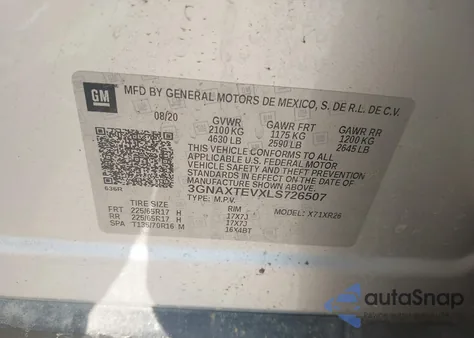 GM
MFD BY GENERAL MOTORS DE MEXICO, S. DE R.L. DE C.V.
08/20 GVWR GAWR FRT GAWR RR
2100 KG 1175 KG 1200 KG
4630 LB 2590 LB 2645 LB
THIS VEHICLE CONFORMS TO ALL APPLICABLE
U.S. FEDERAL MOTOR VEHICLE
SAFETY AND THEFT PREVENTION
STANDARDS IN EFFECT ON THE DATE OF
MANUFACTURE SHOWN ABOVE.
3GNAXTEVXLS726507
TYPE: M.P.V. MODEL: X71XR26
638R
TIRE SIZE RIM
FRT 225/65R17 H 17X7J
RR 225/65R17 H 17X7J
SPA T135/70R16 M 16X4BT
autoSnap